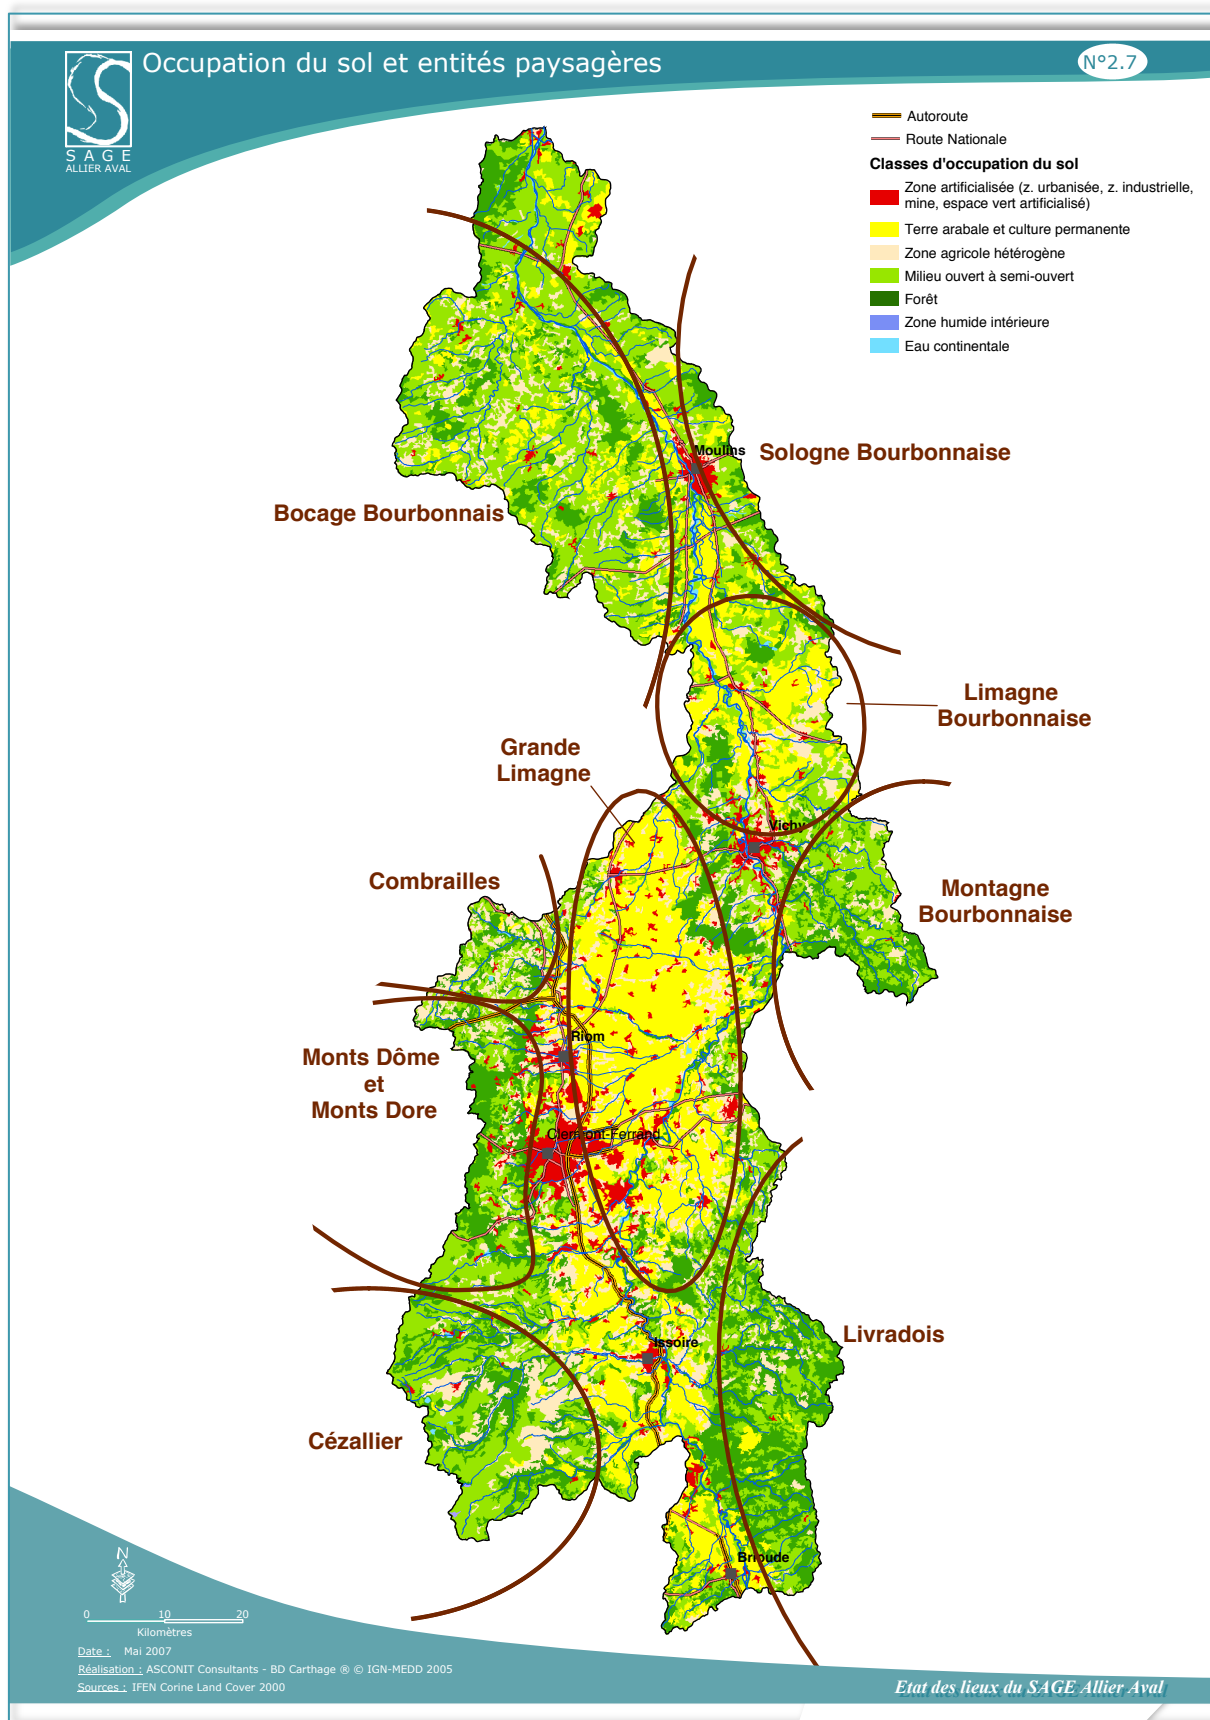 Occupation du sol et entités paysagères
N°2.7
SAGE
ALLIER AVAL
Autoroute
Route Nationale
Classes d'occupation du sol
Zone artificialisée (z. urbanisée, z. industrielle,
mine, espace vert artificialisé)
Terre arabale et culture permanente
Zone agricole hétérogène
Milieu ouvert à semi-ouvert
Forêt
Zone humide intérieure
Eau continentale
Moulins
Sologne Bourbonnaise
Bocage Bourbonnais
Limagne
Bourbonnaise
Grande
Limagne
Vichy
Combrailles
Montagne
Bourbonnaise
Riom
Monts Dôme
et
Monts Dore
Clermont-Ferrand
Livradois
Issoire
Cézallier
Brioude
N
0 10 20
Kilomètres
Date : Mai 2007
Réalisation : ASCONIT Consultants - BD Carthage ® © IGN-MEDD 2005
Sources : IFEN Corine Land Cover 2000
Etat des lieux du SAGE Allier Aval